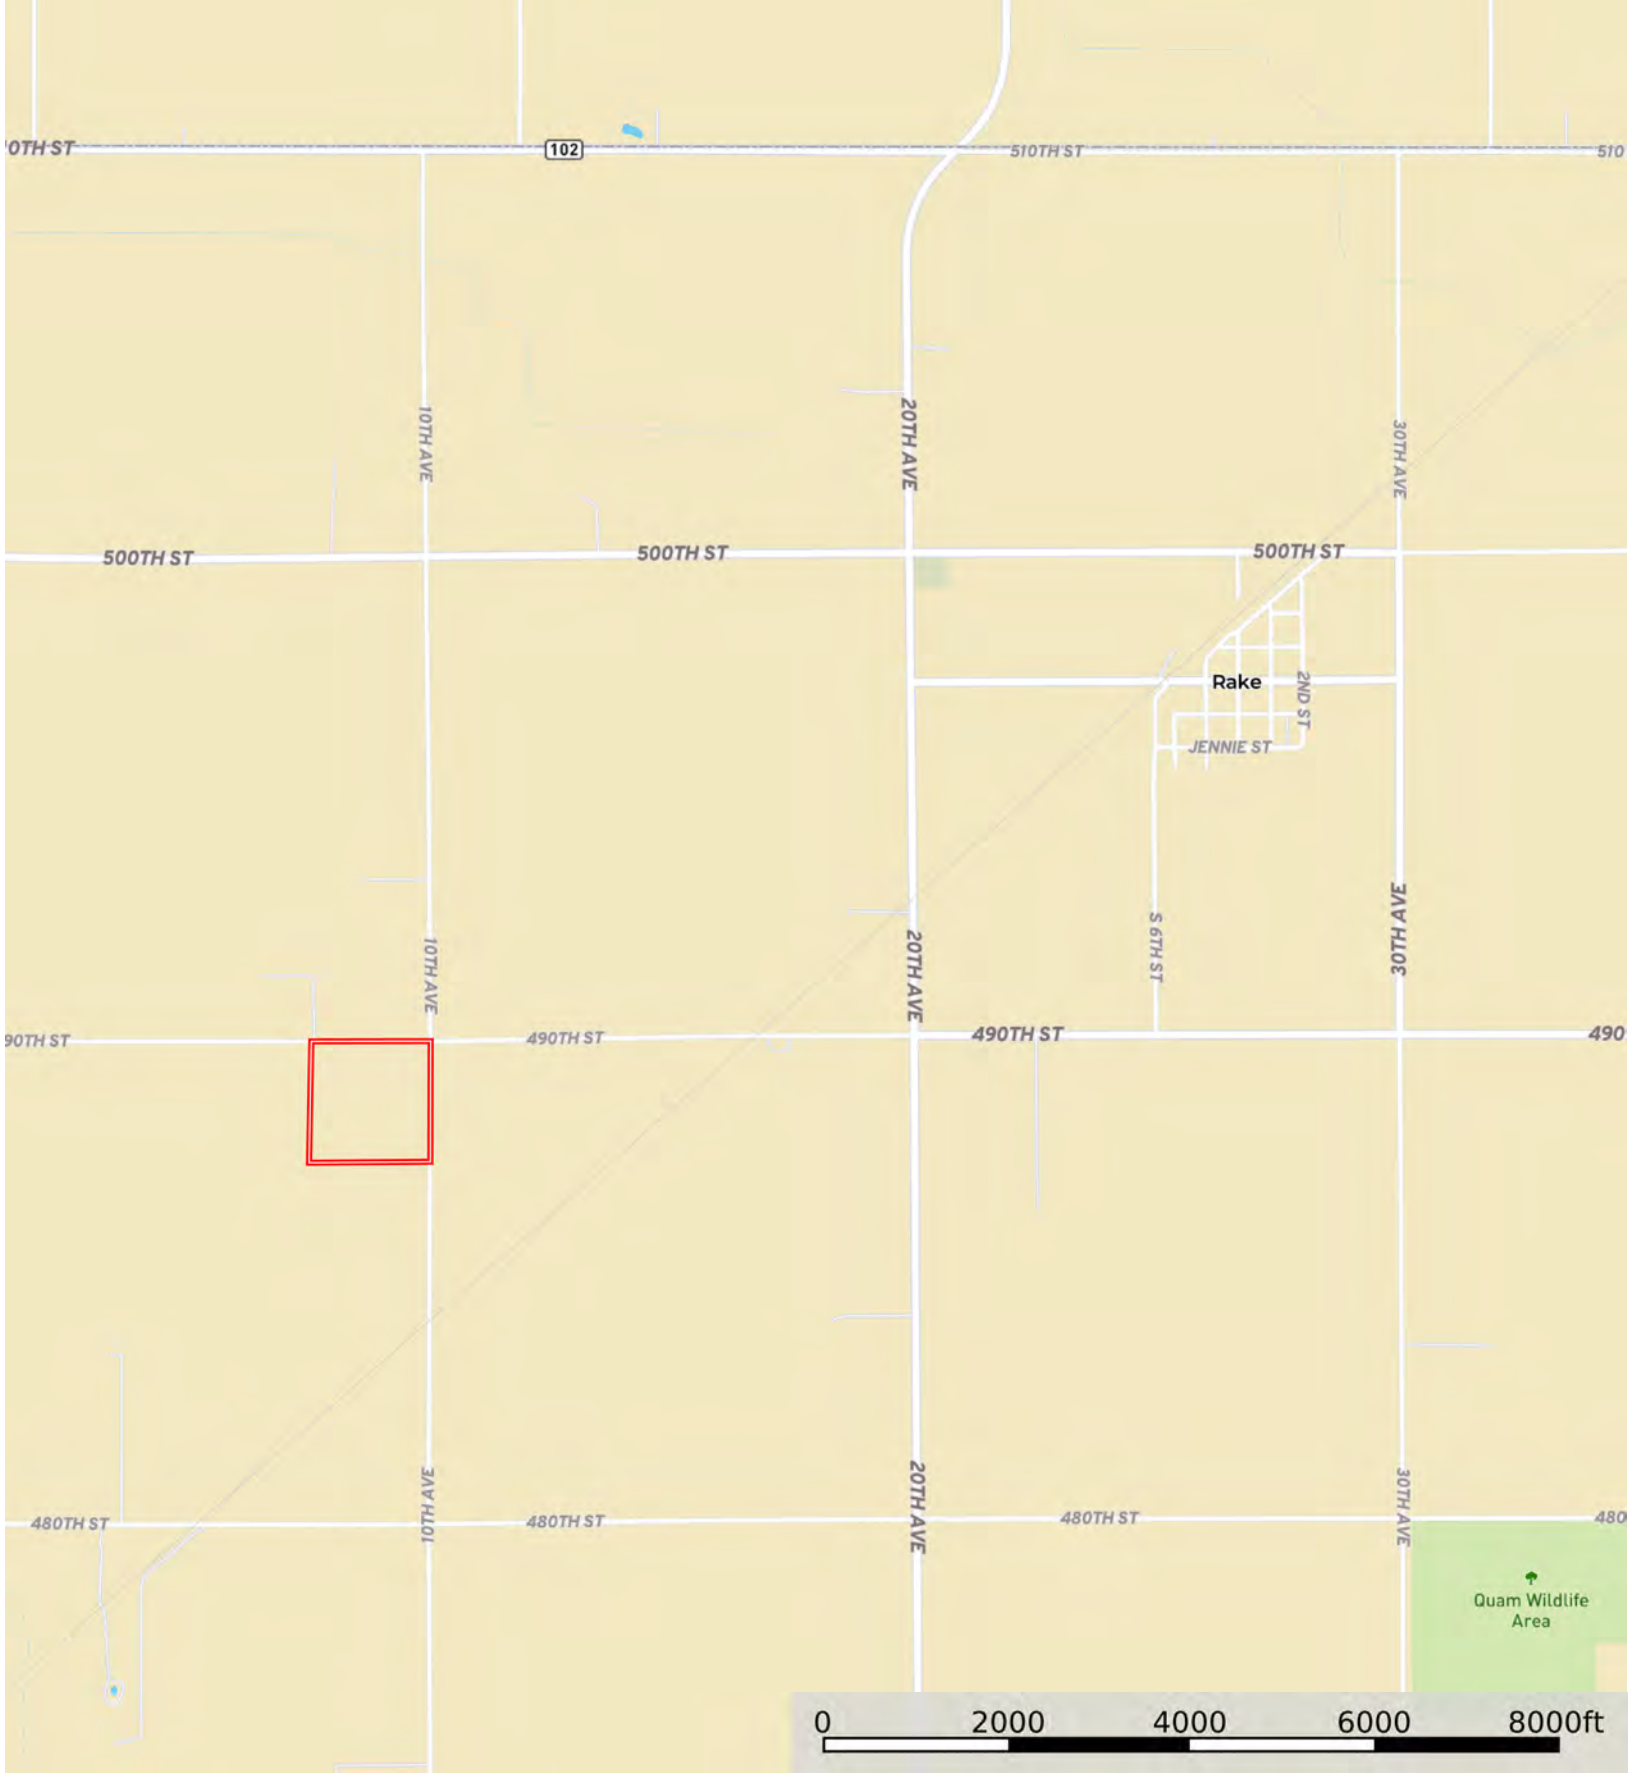 0TH ST
102
510TH ST
510
10TH AVE
20TH AVE
30TH AVE
500TH ST
500TH ST
500TH ST
Rake
2ND ST
JENNIE ST
10TH AVE
20TH AVE
S 6TH ST
30TH AVE
90TH ST
490TH ST
490TH ST
490
10TH AVE
20TH AVE
30TH AVE
480TH ST
480TH ST
480TH ST
480
Quam Wildlife
Area
0 2000 4000 6000 8000ft